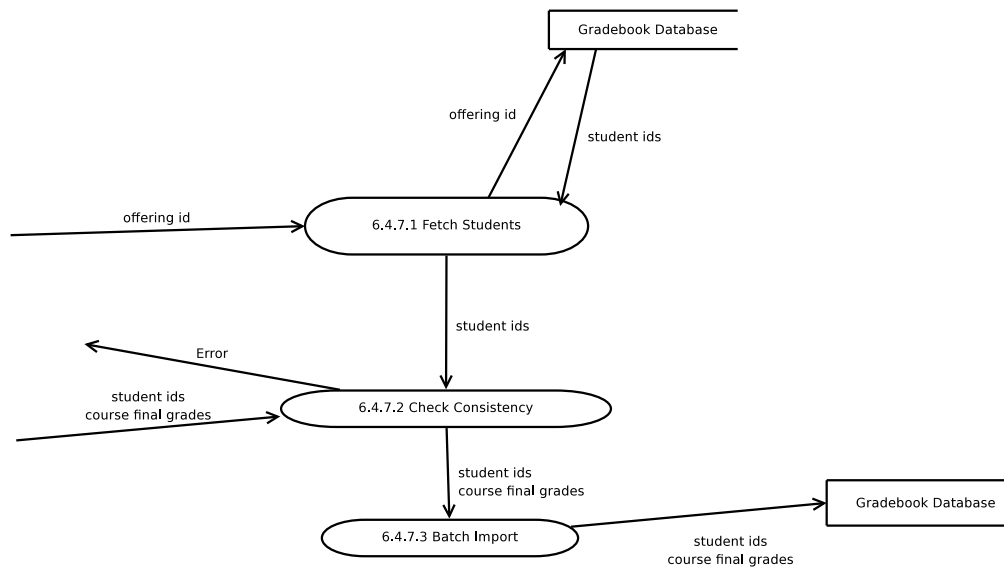 Gradebook Database
offering id
student ids
offering id
6.4.7.1 Fetch Students
student ids
Error
student ids
course final grades
6.4.7.2 Check Consistency
student ids
course final grades
Gradebook Database
6.4.7.3 Batch Import
student ids
course final grades